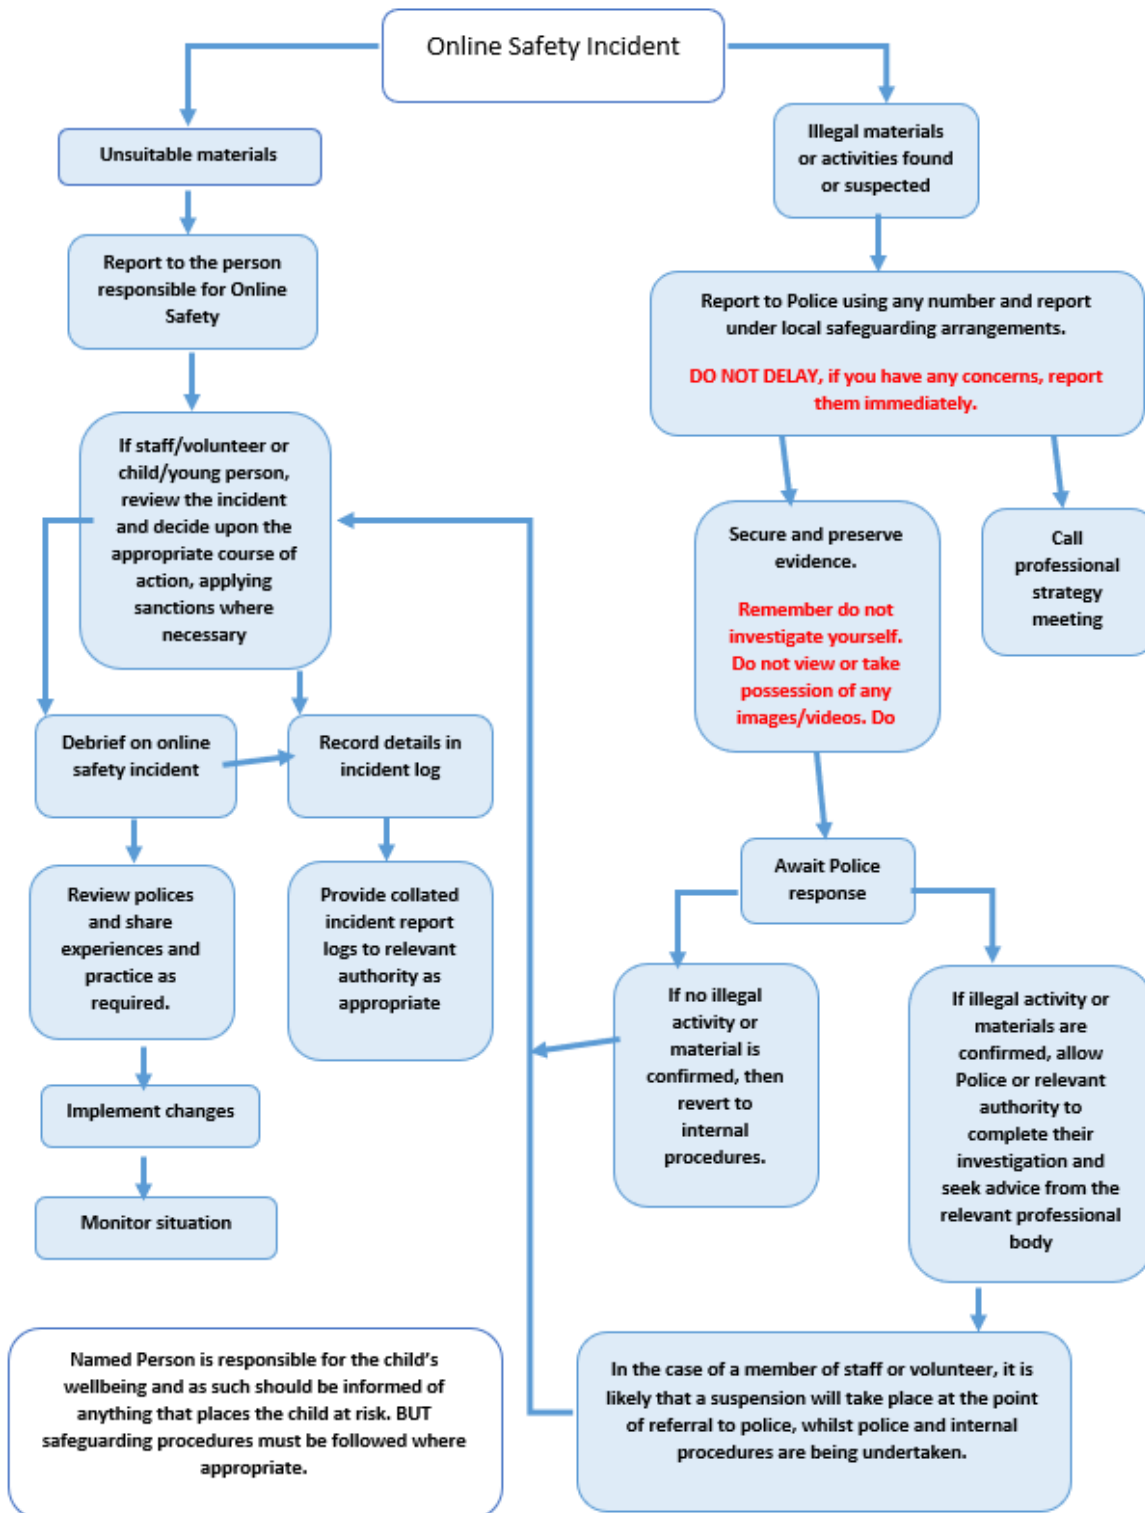 Online Safety Incident
Unsuitable materials
Illegal materials
or activities found
or suspected
Report to the person
responsible for Online
Safety
Report to Police using any number and report
under local safeguarding arrangements.
DO NOT DELAY, if you have any concerns, report
them immediately.
If staff/volunteer or
child/young person,
review the incident
and decide upon the
appropriate course of
action, applying
sanctions where
necessary
Secure and preserve
evidence.
Remember do not
investigate yourself.
Do not view or take
possession of any
images/videos. Do
Call
professional
strategy
meeting
Debrief on online
safety incident
Record details in
incident log
Await Police
response
Review polices
and share
experiences and
practice as
required.
Provide collated
incident report
logs to relevant
authority as
appropriate
If no illegal
activity or
material is
confirmed, then
revert to
internal
procedures.
If illegal activity or
materials are
confirmed, allow
Police or relevant
authority to
complete their
investigation and
seek advice from the
relevant professional
body
Implement changes
Monitor situation
Named Person is responsible for the child's
wellbeing and as such should be informed of
anything that places the child at risk. BUT
safeguarding procedures must be followed where
appropriate.
In the case of a member of staff or volunteer, it is
likely that a suspension will take place at the point
of referral to police, whilst police and internal
procedures are being undertaken.